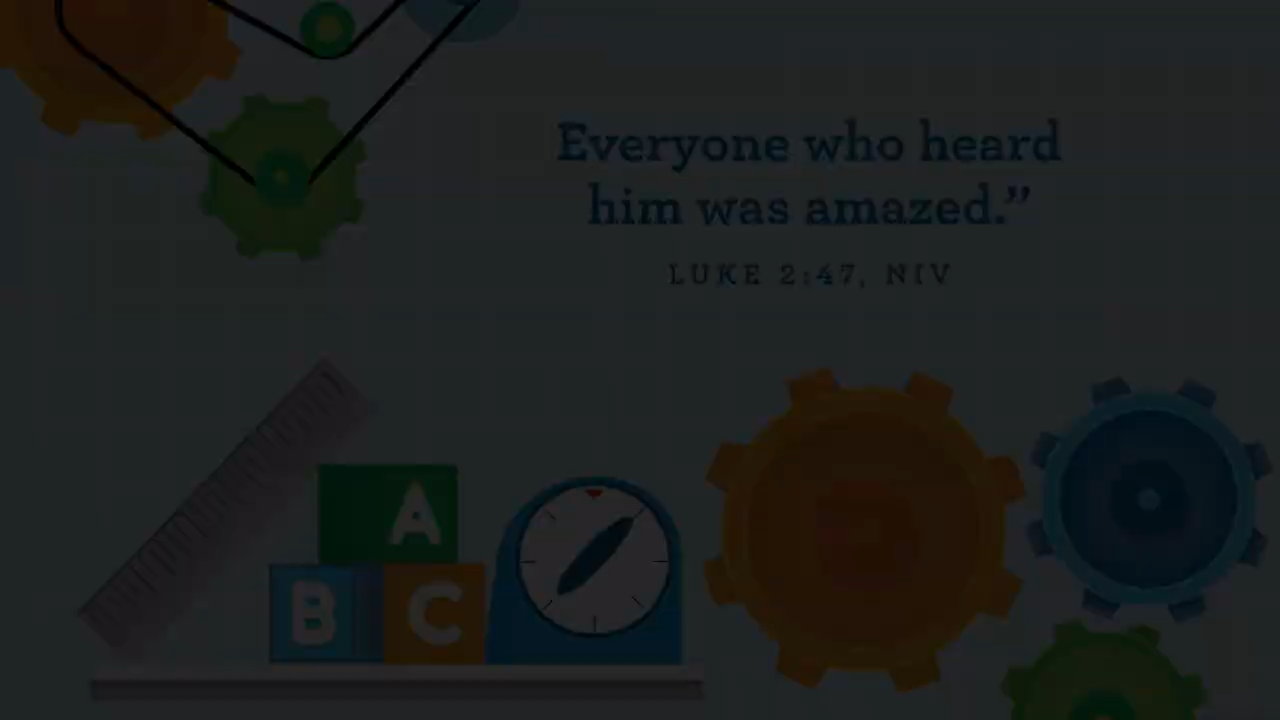 Everyone who heard
him was amazed.”
LUKE 2:47, NIV
A
B C